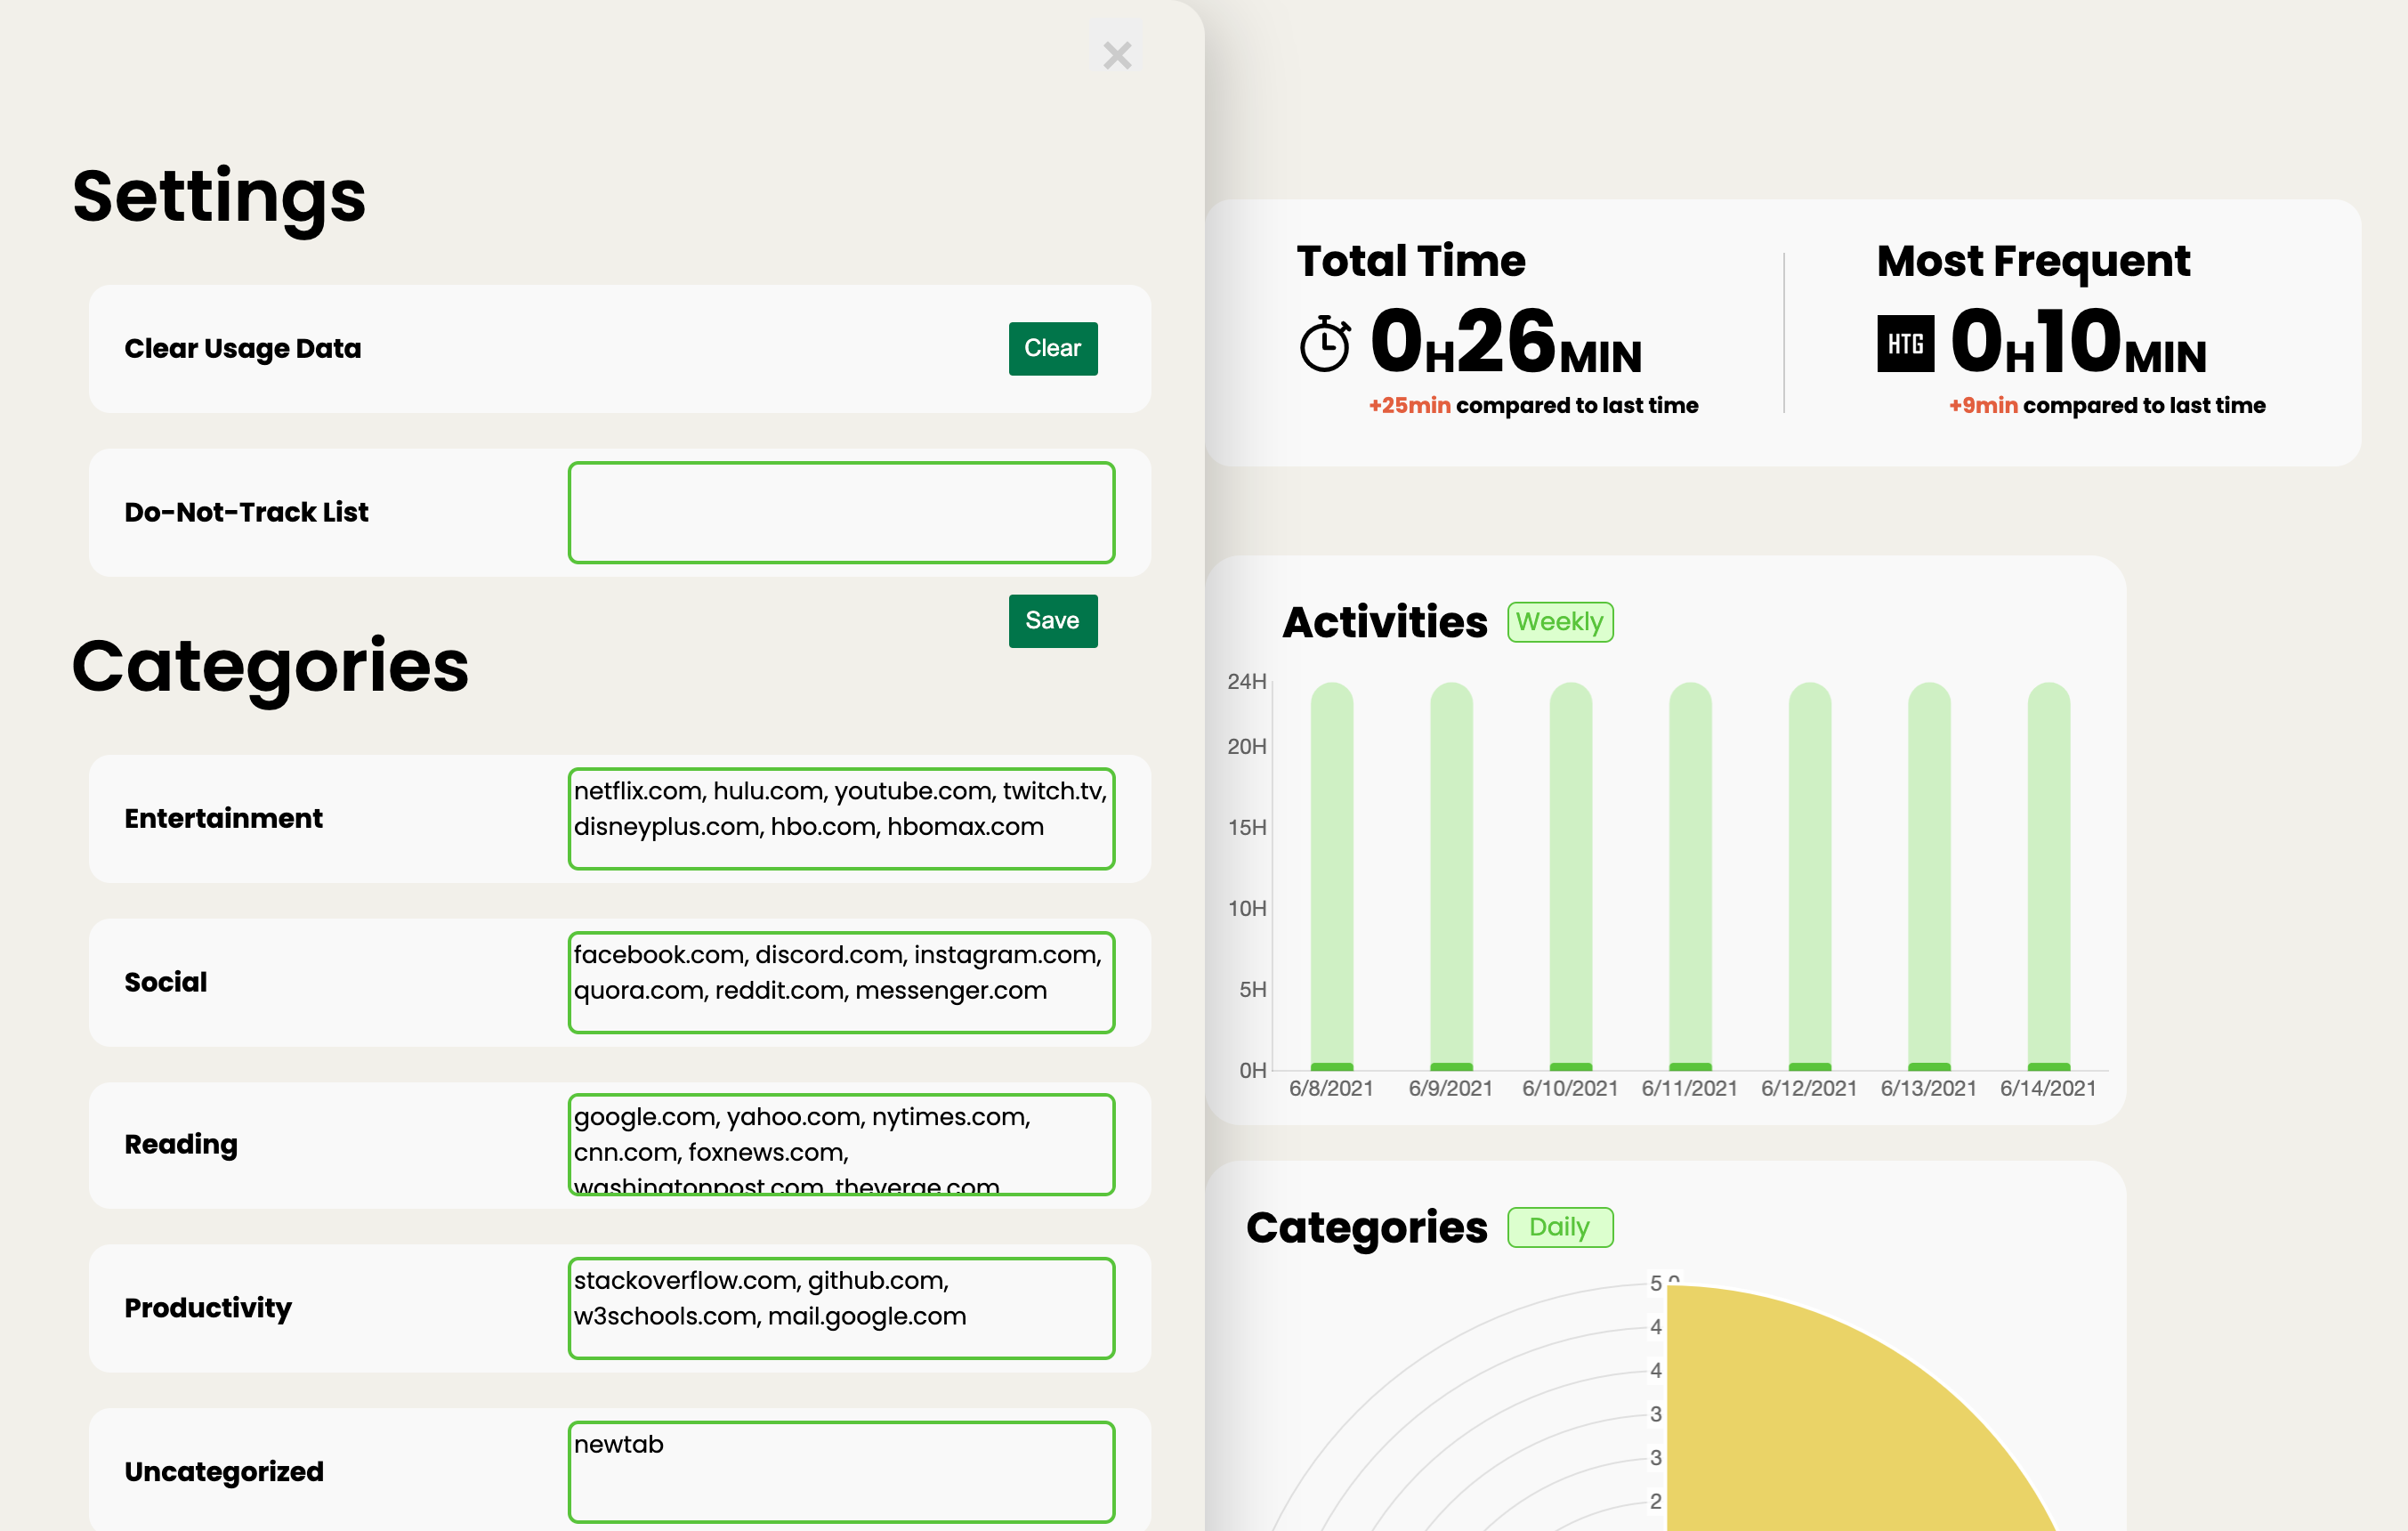 Settings
Clear Usage Data
Clear
Do-Not-Track List
Save
Categories
Entertainment
netflix.com, hulu.com, youtube.com, twitch.tv,
disneyplus.com, hbo.com, hbomax.com
Social
facebook.com, discord.com, instagram.com,
quora.com, reddit.com, messenger.com
Reading
google.com, yahoo.com, nytimes.com,
cnn.com, foxnews.com,
washingtonpost.com, theverge.com
Productivity
stackoverflow.com, github.com,
w3schools.com, mail.google.com
Uncategorized
newtab
Total Time
0H26MIN
+25min compared to last time
Most Frequent
HTG
0H10MIN
+9min compared to last time
Activities
Weekly
24H
20H
15H
10H
5H
0H
6/8/2021 6/9/2021 6/10/2021 6/11/2021 6/12/2021 6/13/2021 6/14/2021
Categories
Daily
5 0
4
4
3
3
2